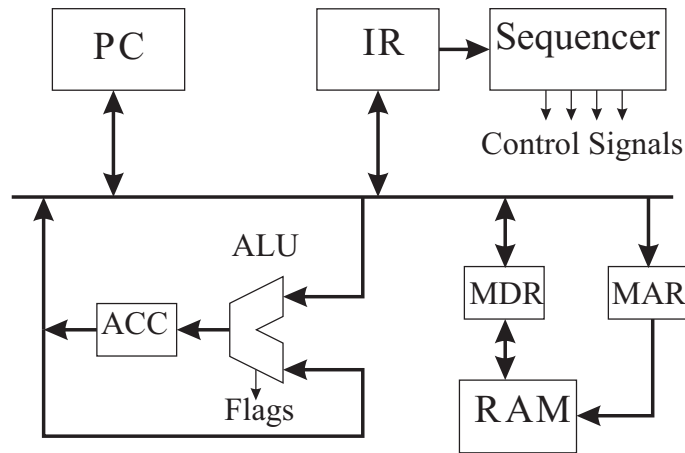 PC
IR
Sequencer
Control Signals
ALU
ACC
MDR
MAR
Flags
RAM